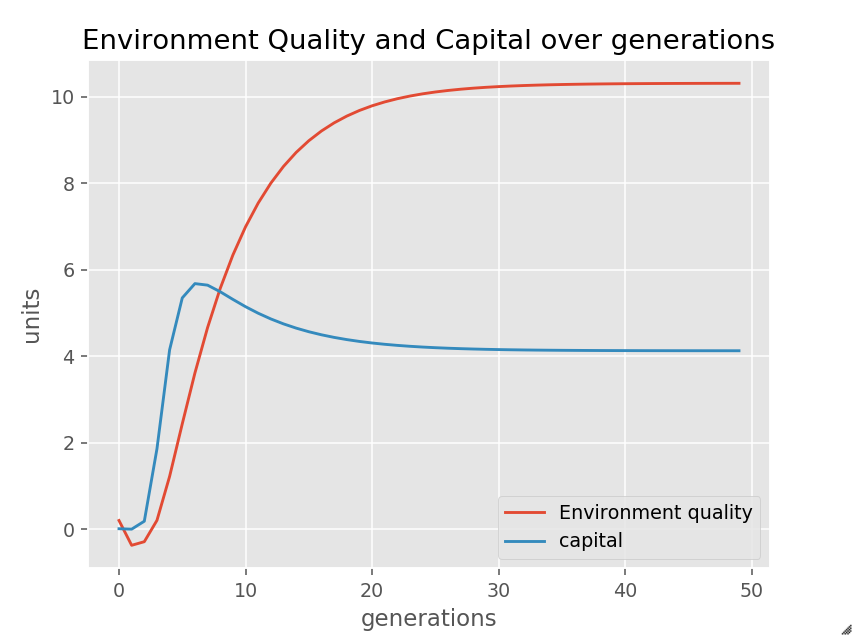 Environment Quality and Capital over generations
units
10
8
6
4
2
0
Environment quality
capital
0 10 20 30 40 50
generations